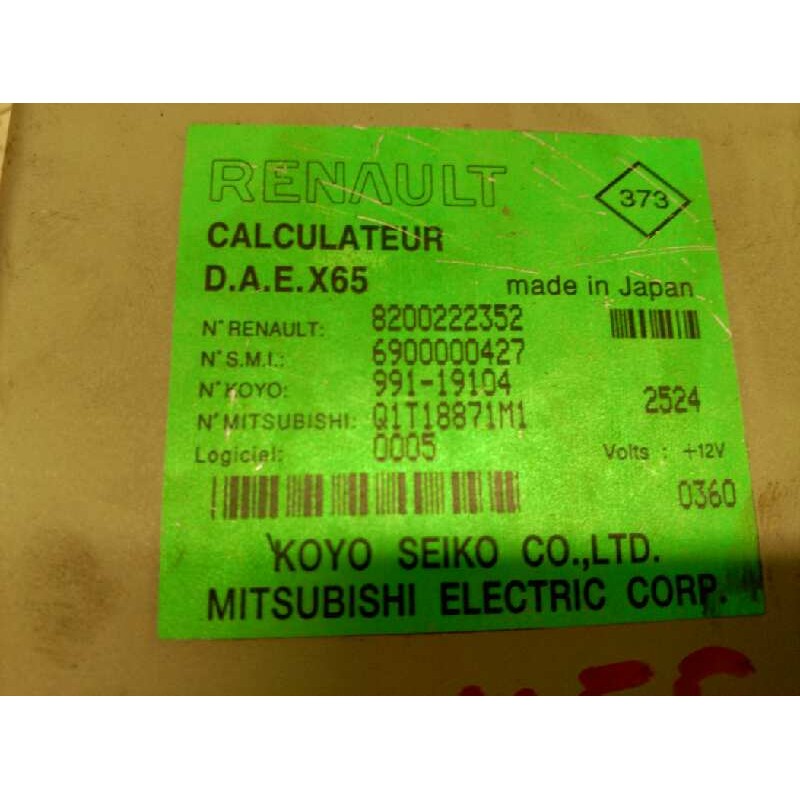 RENAULT
373
CALCULATEUR
D.A.E.X65
made in Japan
N° RENAULT: 8200222352
N° S.M.I.: 6900000427
N° KOYO: 991-19104
2524
N° MITSUBISHI: Q1T18871M1
Logiciel: 0005
Volts : +12V
0360
KOYO SEIKO CO.,LTD.
MITSUBISHI ELECTRIC CORP.